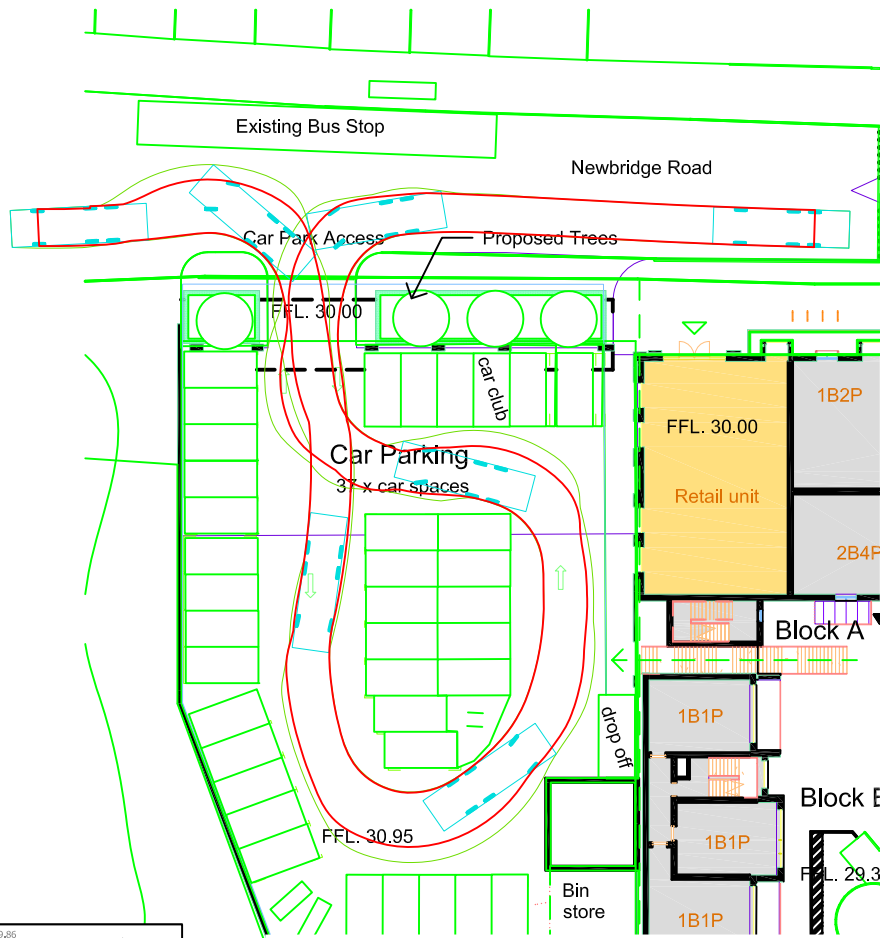 Existing Bus Stop
Newbridge Road
Car Park Access
Proposed Trees
FFL. 30.00
car club
1B2P
FFL. 30.00
Car Parking
37 x car spaces
Retail unit
2B4P
Block A
1B1P
drop off
Block B
FFL. 30.95
1B1P
FFL. 29.3
Bin
store
1B1P
9.86